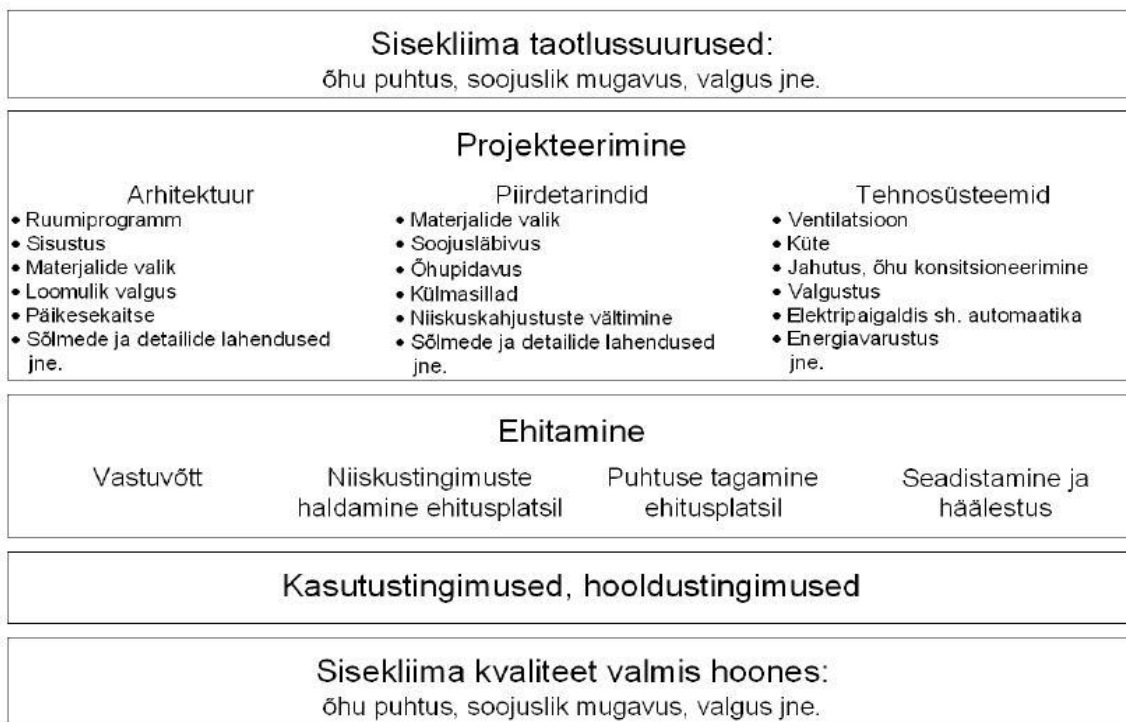 Sisekliima taotlussuurused:
õhu puhtus, soojuslik mugavus, valgus jne.
Projekteerimine
Arhitektuur
• Ruumiprogramm
• Sisustus
• Materjalide valik
• Loomulik valgus
• Päikesekaitse
• Sõlmede ja detailide lahendused
jne.
Piirdetarindid
• Materjalide valik
• Soojusläbivus
• Õhupidavus
• Külmasillad
• Niiskuskahjustuste vältimine
• Sõlmede ja detailide lahendused
jne.
Tehnosüsteemid
• Ventilatsioon
• Küte
• Jahutus, õhu konsitsioneerimine
• Valgustus
• Elektripaigaldis sh. automaatika
• Energiavarustus
jne.
Ehitamine
Vastuvõtt
Niiskustingimuste
haldamine ehitusplatsil
Puhtuse tagamine
ehitusplatsil
Seadistamine ja
häälestus
Kasutustingimused, hooldustingimused
Sisekliima kvaliteet valmis hoones:
õhu puhtus, soojuslik mugavus, valgus jne.